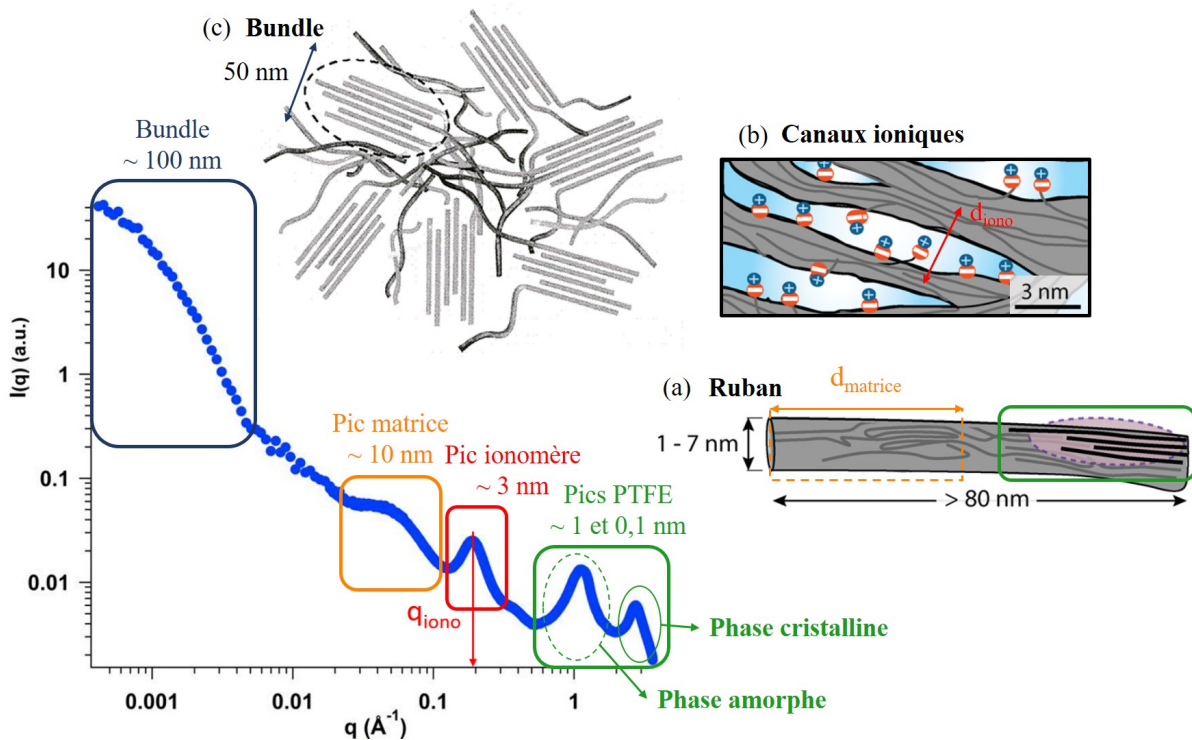 (c) Bundle
50 nm
Bundle
~ 100 nm
(b) Canaux ioniques
d_iono
3 nm
(a) Ruban
d_matrice
1 - 7 nm
> 80 nm
Pic matrice
~ 10 nm
Pic ionomère
~ 3 nm
Pics PTFE
~ 1 et 0,1 nm
q_iono
Phase cristalline
Phase amorphe
I(q) (a.u.)
10
1
0.1
0.01
0.001
0.01
0.1
1
q (Å⁻¹)